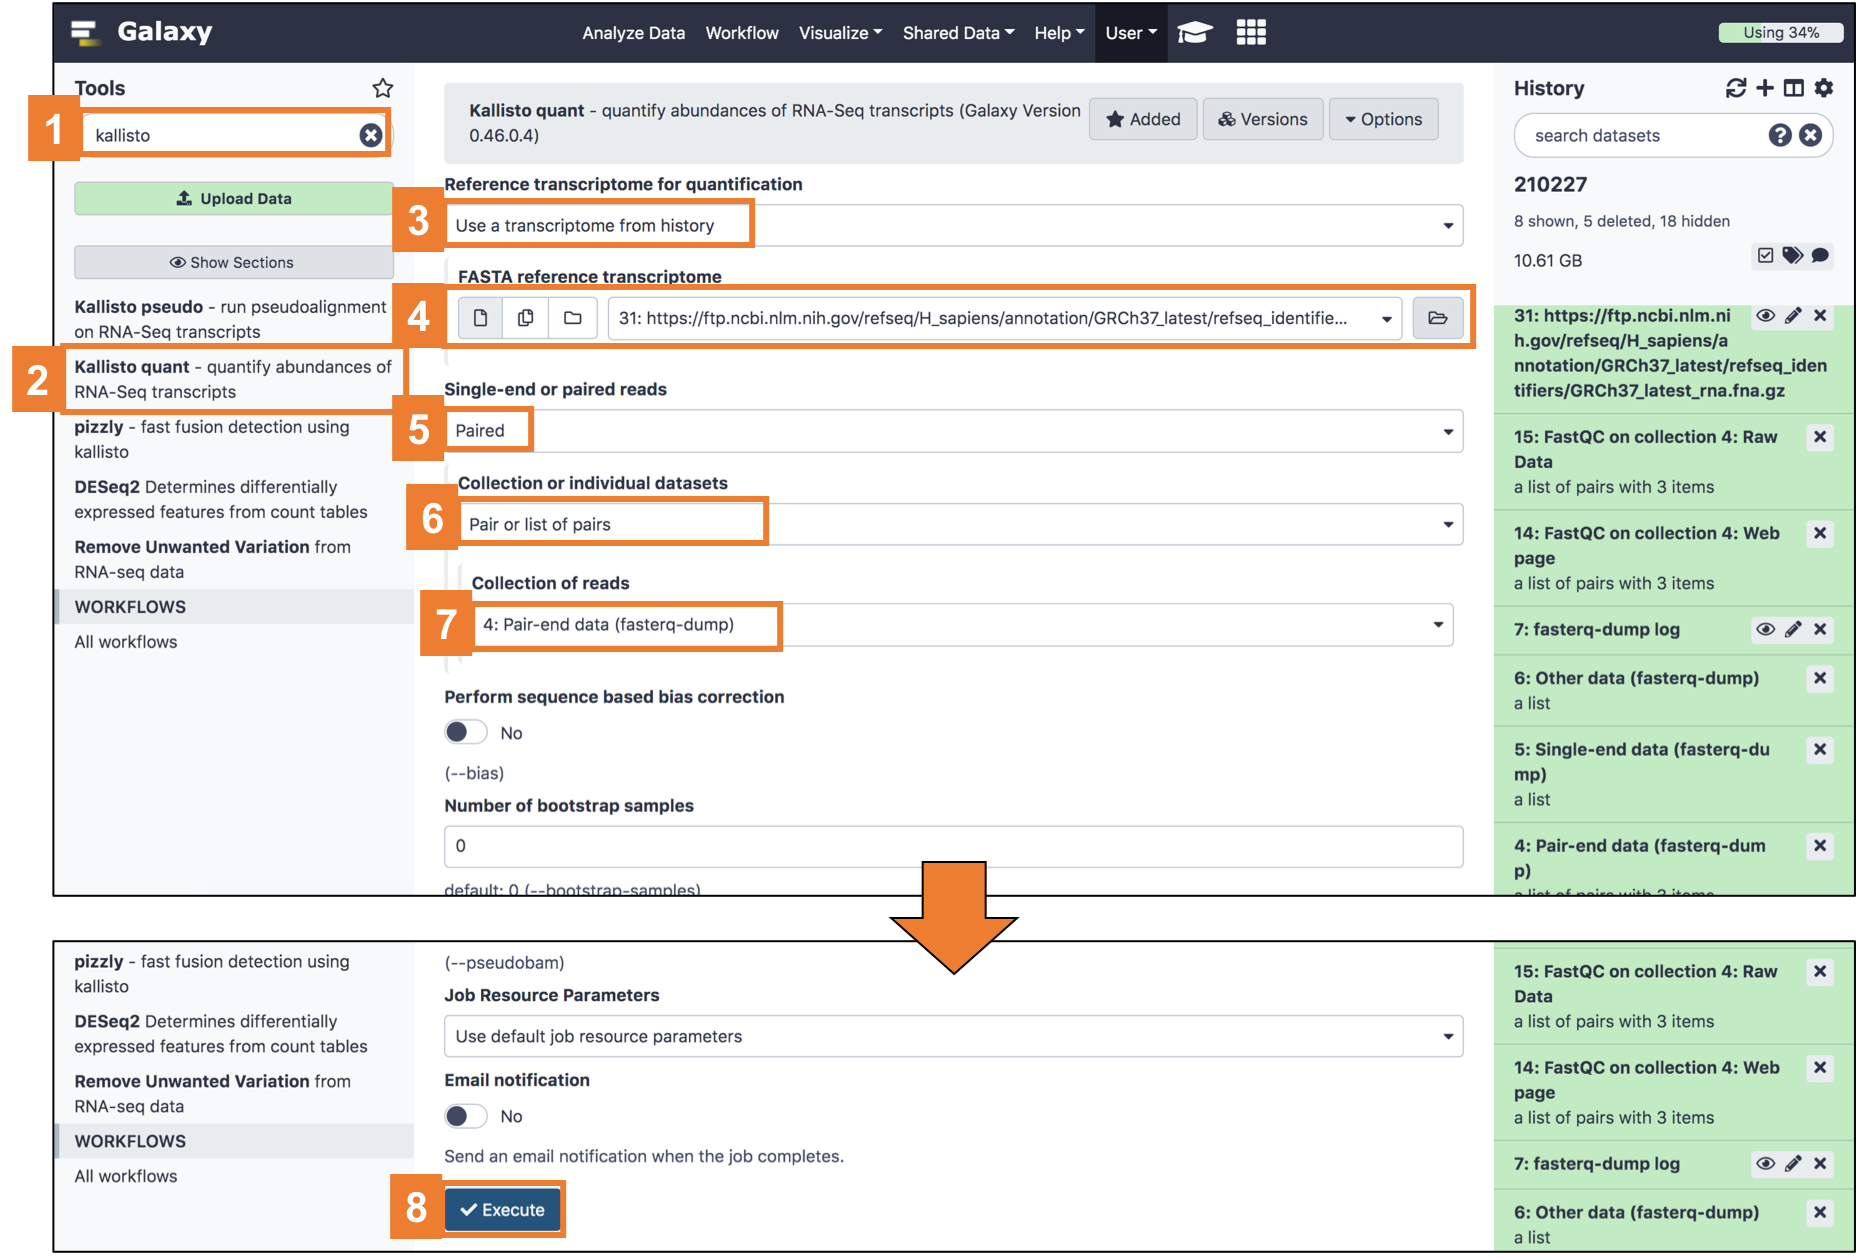 Galaxy
Analyze Data Workflow Visualize Shared Data Help User
Using 34%
Tools
1
kallisto
Upload Data
Show Sections
Kallisto pseudo - run pseudoalignment
on RNA-Seq transcripts
2
Kallisto quant - quantify abundances of
RNA-Seq transcripts
pizzly - fast fusion detection using
kallisto
DESeq2 Determines differentially
expressed features from count tables
Remove Unwanted Variation from
RNA-seq data
WORKFLOWS
All workflows
Kallisto quant - quantify abundances of RNA-Seq transcripts (Galaxy Version
0.46.0.4)
Added
Versions
Options
Reference transcriptome for quantification
3
Use a transcriptome from history
FASTA reference transcriptome
4
31: https://ftp.ncbi.nlm.nih.gov/refseq/H_sapiens/annotation/GRCh37_latest/refseq_identifie...
Single-end or paired reads
5
Paired
Collection or individual datasets
6
Pair or list of pairs
Collection of reads
7
4: Pair-end data (fasterq-dump)
Perform sequence based bias correction
No
(--bias)
Number of bootstrap samples
0
default: 0 (--bootstrap-samples)
History
search datasets
210227
8 shown, 5 deleted, 18 hidden
10.61 GB
31: https://ftp.ncbi.nlm.ni
h.gov/refseq/H_sapiens/a
nnotation/GRCh37_latest/refseq_iden
tifiers/GRCh37_latest_rna.fna.gz
15: FastQC on collection 4: Raw
Data
a list of pairs with 3 items
14: FastQC on collection 4: Web
page
a list of pairs with 3 items
7: fasterq-dump log
6: Other data (fasterq-dump)
a list
5: Single-end data (fasterq-du
mp)
a list
4: Pair-end data (fasterq-dum
p)
a list of pairs with 3 items
pizzly - fast fusion detection using
kallisto
DESeq2 Determines differentially
expressed features from count tables
Remove Unwanted Variation from
RNA-seq data
WORKFLOWS
All workflows
(--pseudobam)
Job Resource Parameters
Use default job resource parameters
Email notification
No
Send an email notification when the job completes.
8
Execute
15: FastQC on collection 4: Raw
Data
a list of pairs with 3 items
14: FastQC on collection 4: Web
page
a list of pairs with 3 items
7: fasterq-dump log
6: Other data (fasterq-dump)
a list